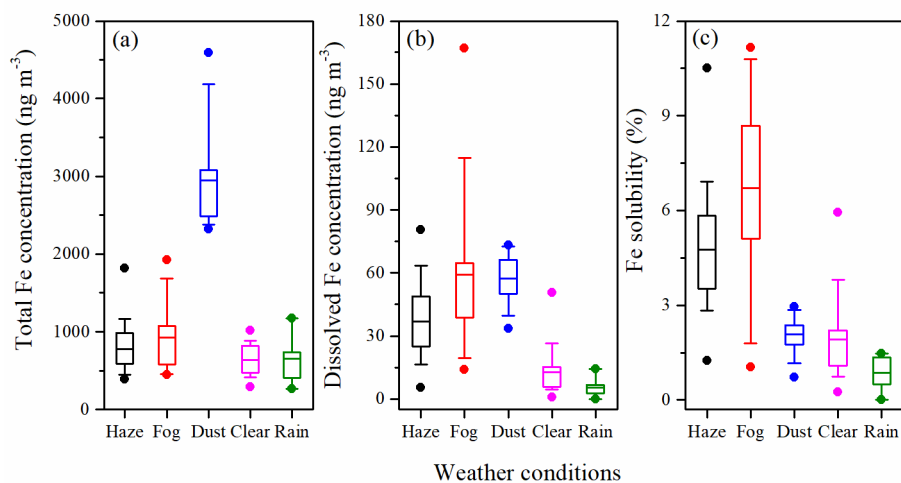 (a)
Total Fe concentration (ng m-3)
5000
4000
3000
2000
1000
0
Haze Fog Dust Clear Rain
(b)
Dissolved Fe concentration (ng m-3)
180
150
120
90
60
30
0
Haze Fog Dust Clear Rain
(c)
Fe solubility (%)
12
9
6
3
0
Haze Fog Dust Clear Rain
Weather conditions